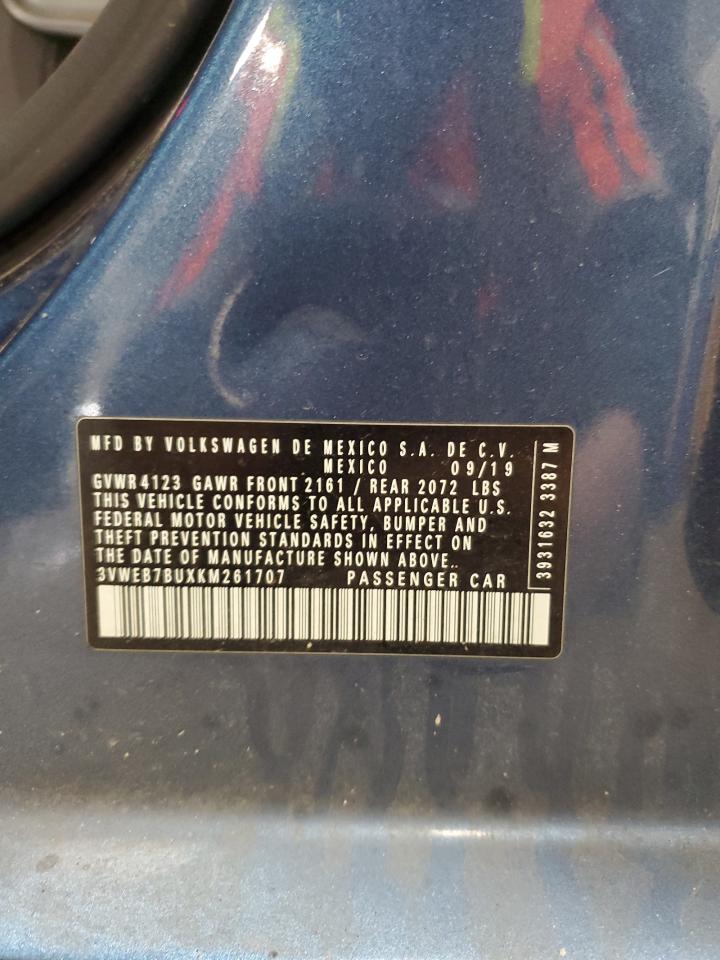 MFD BY VOLKSWAGEN DE MEXICO S.A. DE C.V.
MEXICO 09/19
GVWR 4123 GAWR FRONT 2161 / REAR 2072 LBS
THIS VEHICLE CONFORMS TO ALL APPLICABLE U.S.
FEDERAL MOTOR VEHICLE SAFETY, BUMPER AND
THEFT PREVENTION STANDARDS IN EFFECT ON
THE DATE OF MANUFACTURE SHOWN ABOVE..
3VWEB7BUXKM261707 PASSENGER CAR
3931632 3387 M